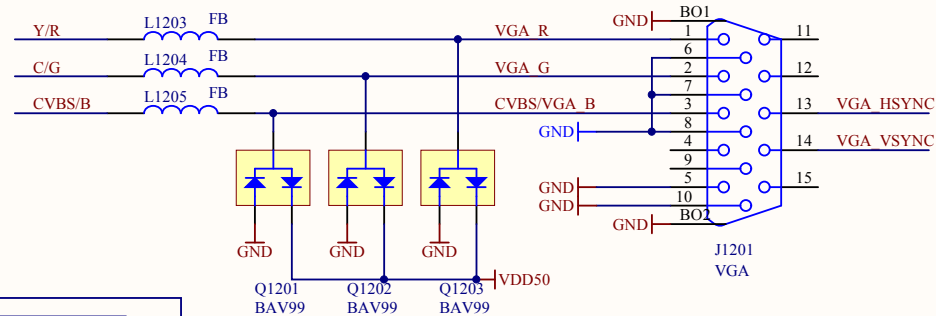 BO1
GND
FB
L1203
Y/R
VGA_R
1
11
6
FB
L1204
C/G
VGA_G
2
12
7
FB
L1205
CVBS/B
CVBS/VGA_B
3
13
VGA_HSYNC
GND
8
4
14
VGA_VSYNC
9
GND
5
15
GND
10
GND
BO2
GND
GND
GND
J1201
VGA
VDD50
Q1201
Q1202
Q1203
BAV99
BAV99
BAV99